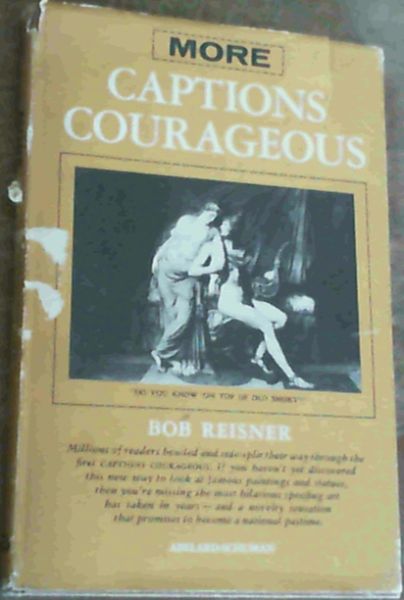 MORE
CAPTIONS
COURAGEOUS
"DO YOU KNOW 'ON TOP OF OLD SMOKY'?"
BOB REISNER
Millions of readers howled and side-split their way through the
first CAPTIONS COURAGEOUS. If you haven't yet discovered
this new way to look at famous paintings and statues,
then you're missing the most hilarious spoofing art
has taken in years — and a novelty sensation
that promises to become a national pastime.
ABELARD-SCHUMAN